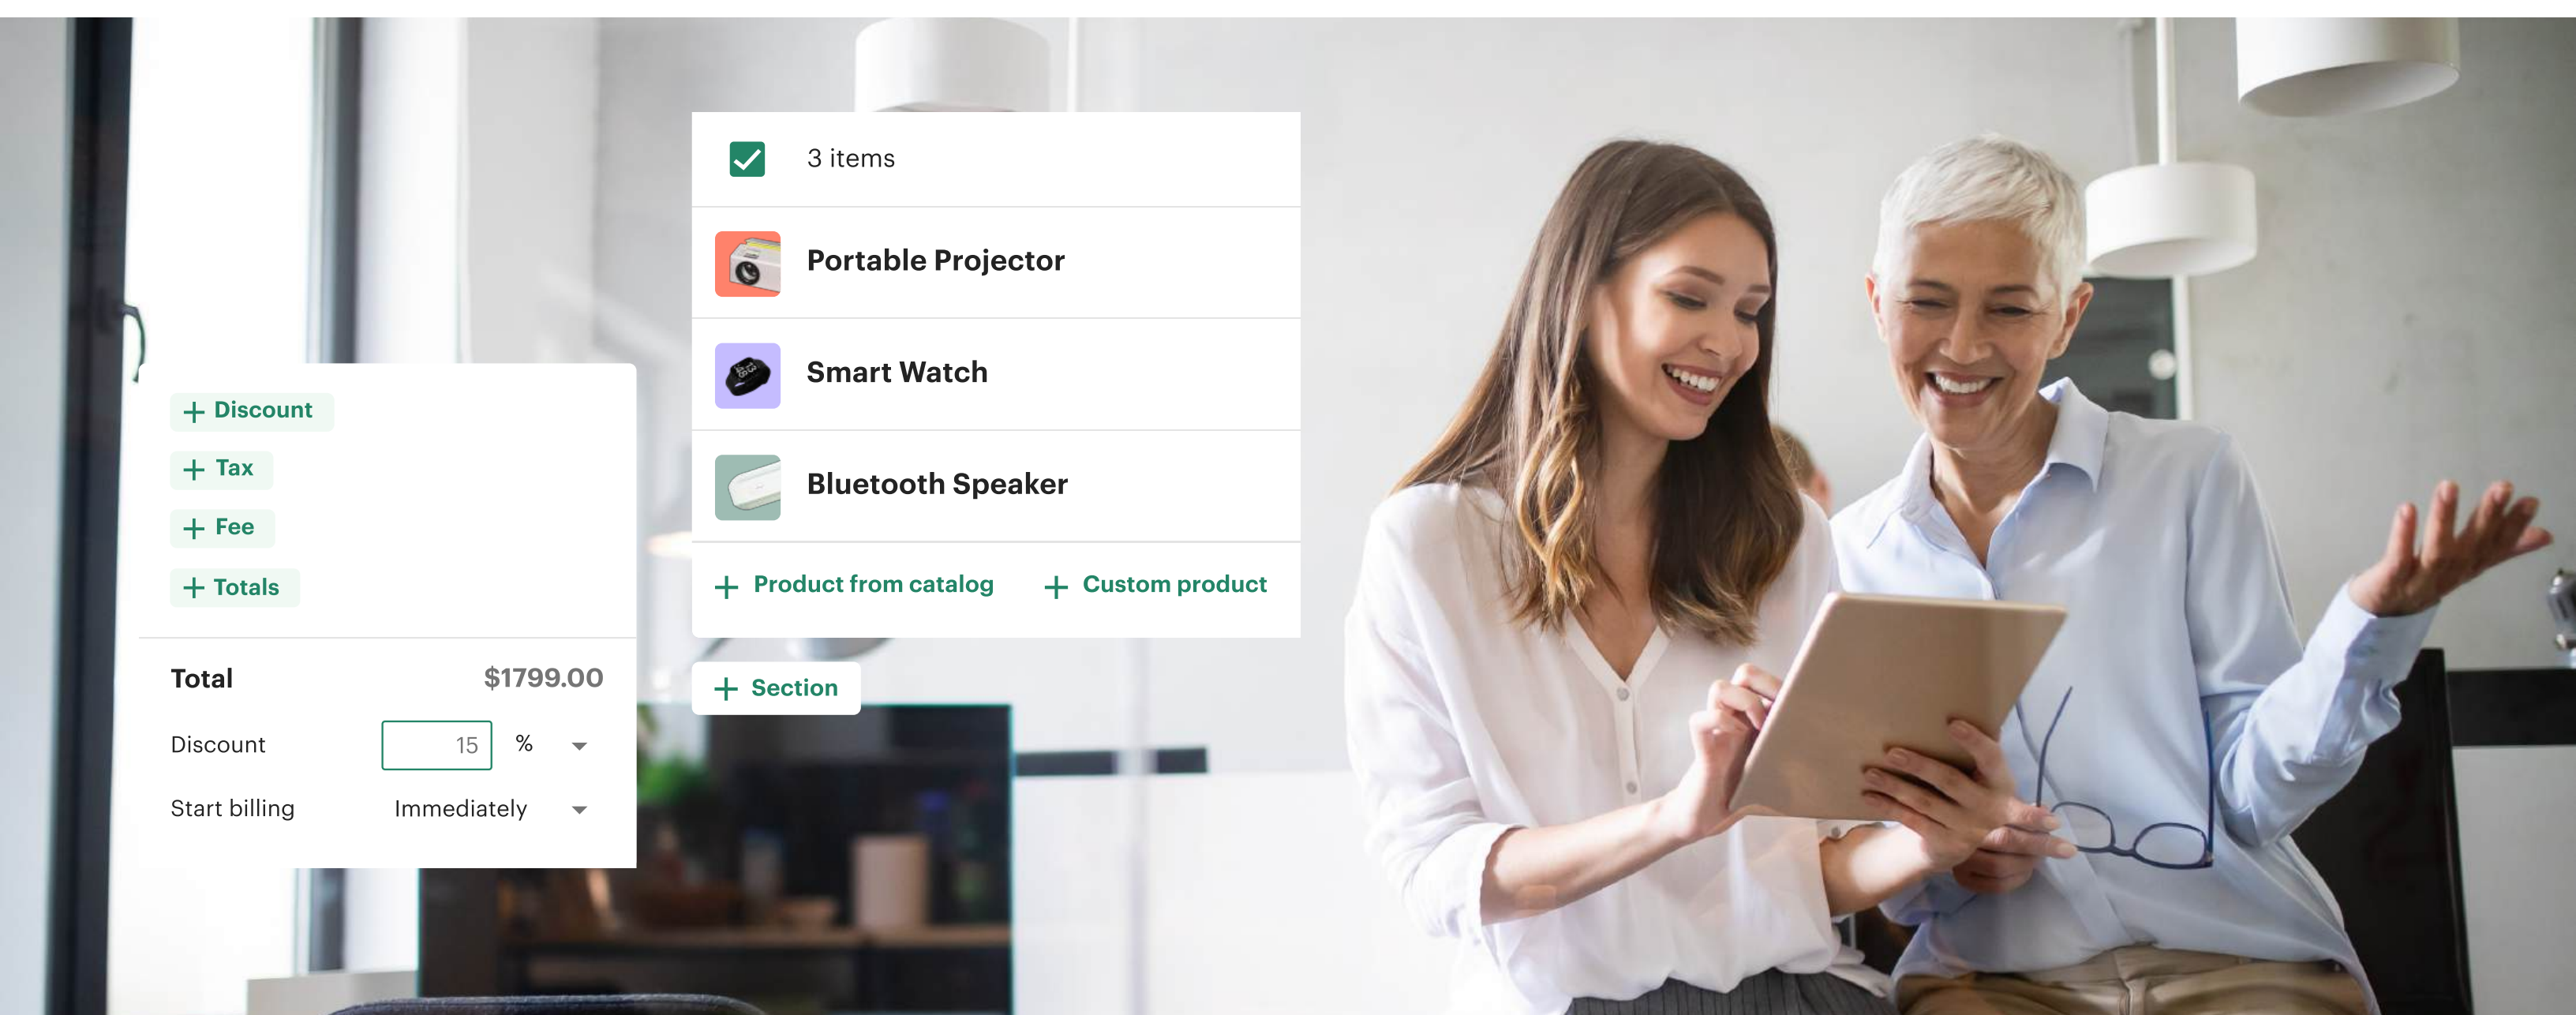 3 items
Portable Projector
Smart Watch
Bluetooth Speaker
+ Product from catalog + Custom product
+ Section
+ Discount
+ Tax
+ Fee
+ Totals
Total $1799.00
Discount 15 %
Start billing Immediately